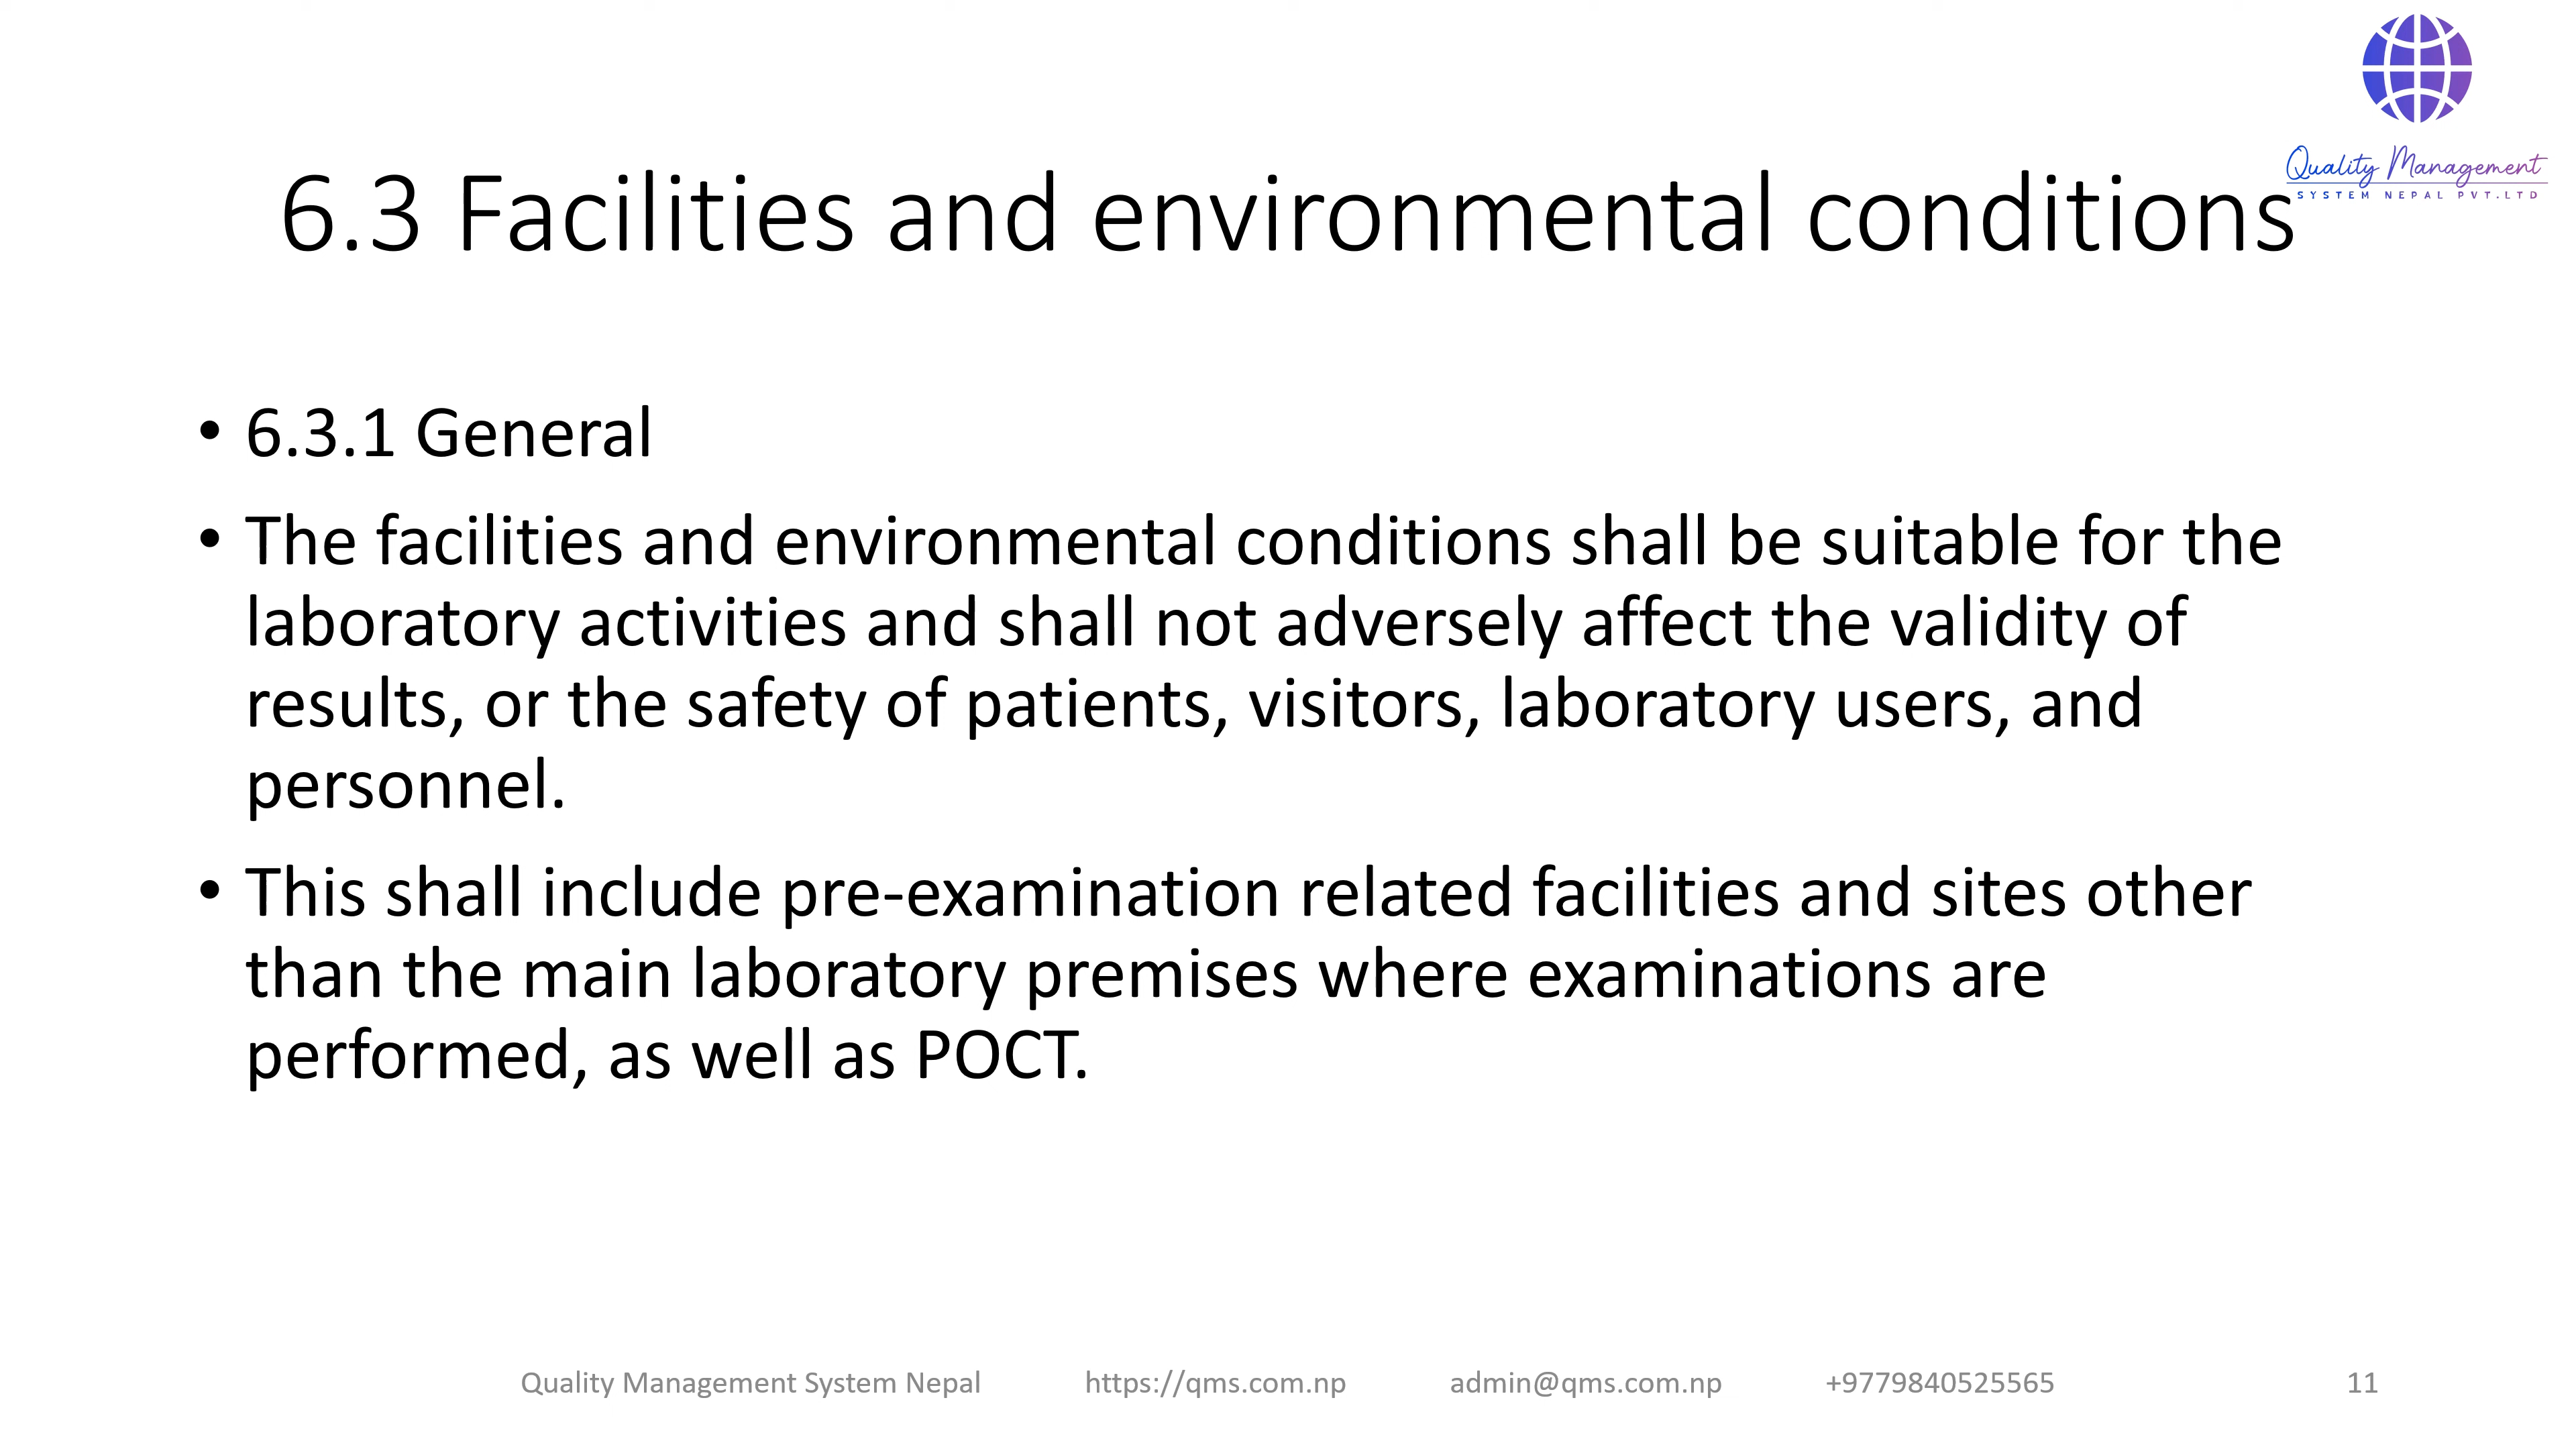 Quality Management
SYSTEM NEPAL PVT.LTD
6.3 Facilities and environmental conditions
• 6.3.1 General
• The facilities and environmental conditions shall be suitable for the
laboratory activities and shall not adversely affect the validity of
results, or the safety of patients, visitors, laboratory users, and
personnel.
• This shall include pre-examination related facilities and sites other
than the main laboratory premises where examinations are
performed, as well as POCT.
Quality Management System Nepal https://qms.com.np admin@qms.com.np +9779840525565 11